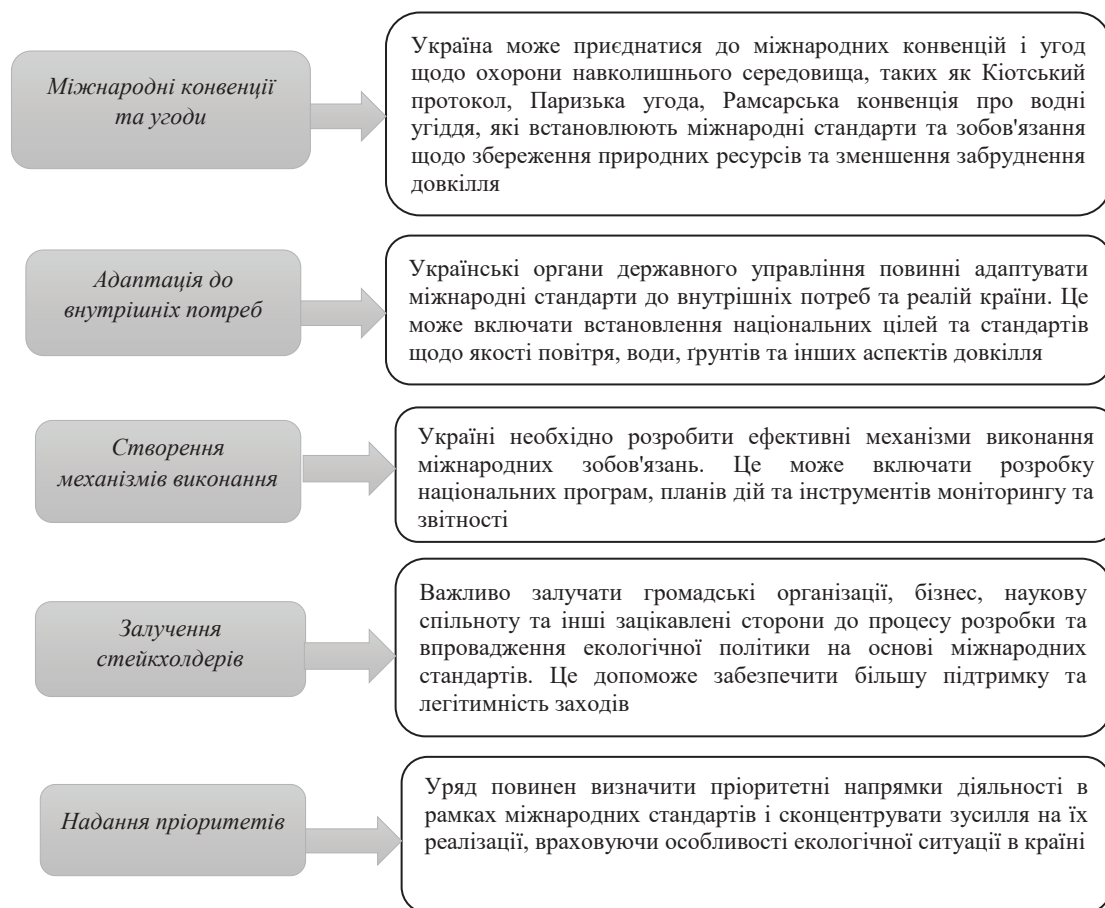 Міжнародні конвенції
та угоди
Україна може приєднатися до міжнародних конвенцій і угод
щодо охорони навколишнього середовища, таких як Кіотський
протокол, Паризька угода, Рамсарська конвенція про водні
угіддя, які встановлюють міжнародні стандарти та зобов'язання
щодо збереження природних ресурсів та зменшення забруднення
довкілля
Адаптація до
внутрішніх потреб
Українські органи державного управління повинні адаптувати
міжнародні стандарти до внутрішніх потреб та реалій країни. Це
може включати встановлення національних цілей та стандартів
щодо якості повітря, води, ґрунтів та інших аспектів довкілля
Створення
механізмів виконання
Україні необхідно розробити ефективні механізми виконання
міжнародних зобов'язань. Це може включати розробку
національних програм, планів дій та інструментів моніторингу та
звітності
Залучення
стейкхолдерів
Важливо залучати громадські організації, бізнес, наукову
спільноту та інші зацікавлені сторони до процесу розробки та
впровадження екологічної політики на основі міжнародних
стандартів. Це допоможе забезпечити більшу підтримку та
легітимність заходів
Надання пріоритетів
Уряд повинен визначити пріоритетні напрямки діяльності в
рамках міжнародних стандартів і сконцентрувати зусилля на їх
реалізації, враховуючи особливості екологічної ситуації в країні